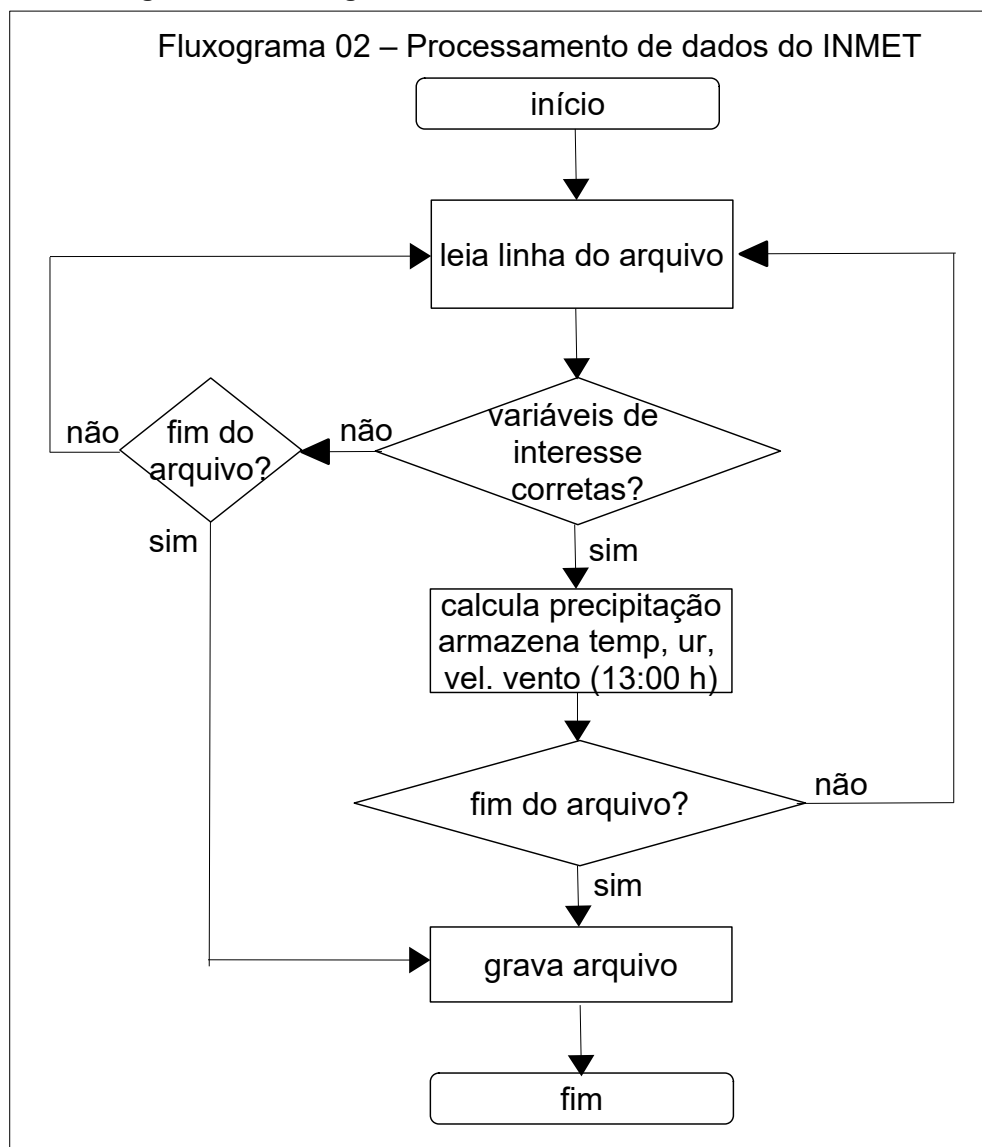 Fluxograma 02 – Processamento de dados do INMET
início
leia linha do arquivo
variáveis de
interesse
corretas?
não
fim do
arquivo?
não
sim
sim
calcula precipitação
armazena temp, ur,
vel. vento (13:00 h)
fim do arquivo?
não
sim
grava arquivo
fim